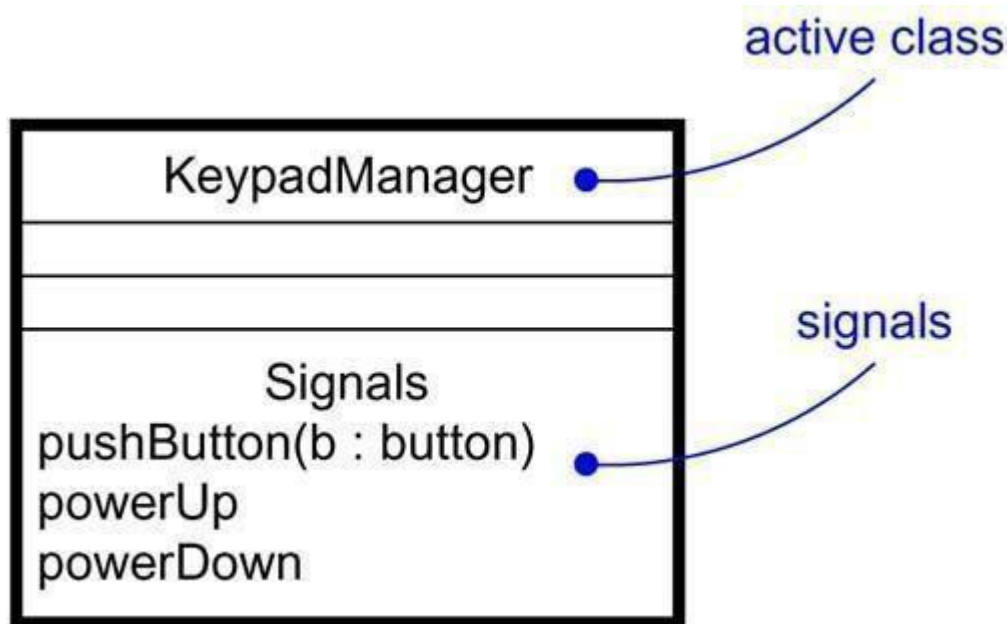 active class
KeypadManager
signals
Signals
pushButton(b : button)
powerUp
powerDown